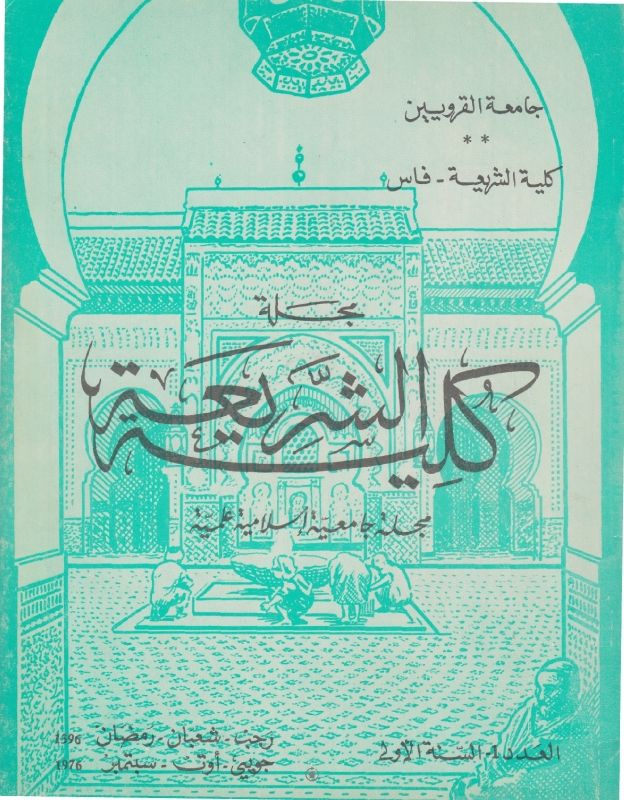 جامعة القرويين
* *
كلية الشريعة - فاس
مجلة
كلية الشريعة
مجلة جامعية إسلامية علمية
العدد 1 - السنة الأولى
رجب - شعبان - رمضان 1396
جويي - أوت - سبتمبر 1976